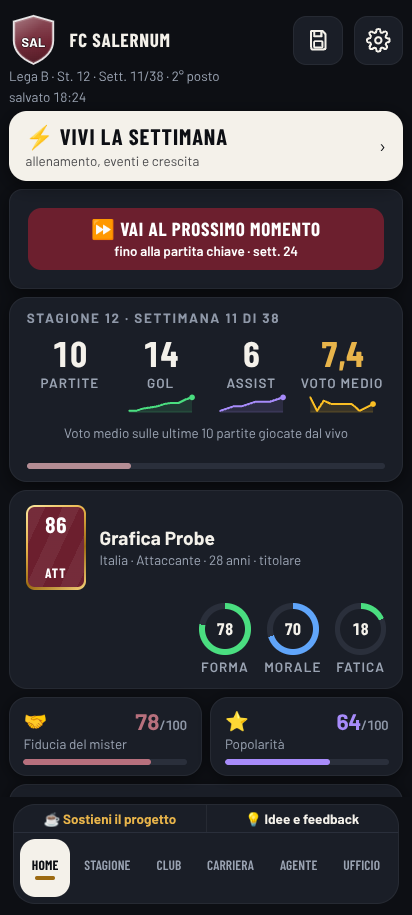 SAL
FC SALERNUM
Lega B · St. 12 · Sett. 11/38 · 2° posto
salvato 18:24
⚡ VIVI LA SETTIMANA
allenamento, eventi e crescita
›
⏩ VAI AL PROSSIMO MOMENTO
fino alla partita chiave · sett. 24
STAGIONE 12 · SETTIMANA 11 DI 38
10 14 6 7,4
PARTITE GOL ASSIST VOTO MEDIO
Voto medio sulle ultime 10 partite giocate dal vivo
86
ATT
Grafica Probe
Italia · Attaccante · 28 anni · titolare
78 70 18
FORMA MORALE FATICA
🤝 78/100
Fiducia del mister
⭐ 64/100
Popolarità
☕ Sostieni il progetto 💡 Idee e feedback
HOME STAGIONE CLUB CARRIERA AGENTE UFFICIO